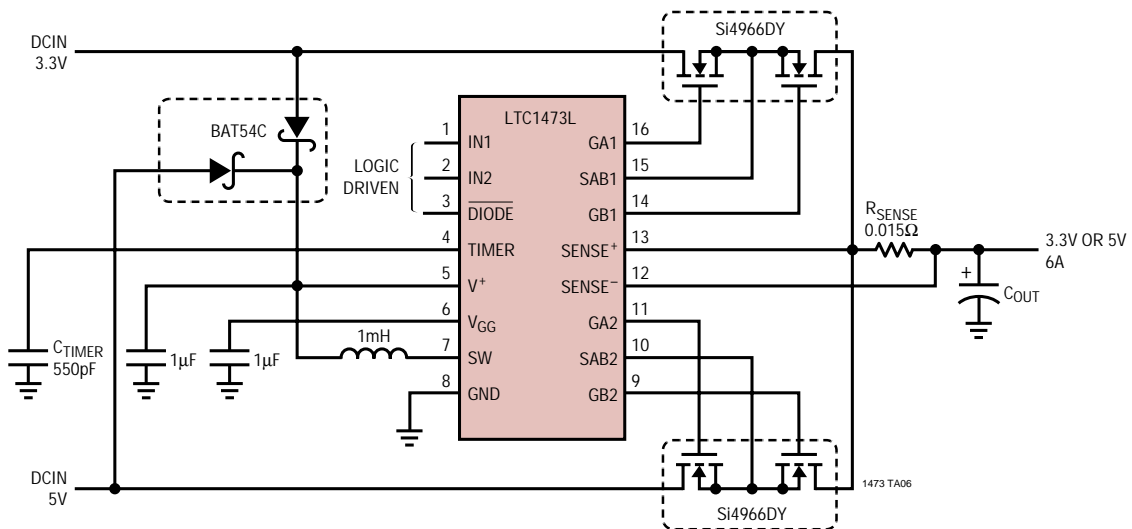 Si4966DY
DCIN
3.3V
BAT54C
LTC1473L
1 IN1
2 IN2
3 DIODE
4 TIMER
5 V+
6 VGG
7 SW
8 GND
LOGIC
DRIVEN
GA1 16
SAB1 15
GB1 14
SENSE+ 13
SENSE– 12
GA2 11
SAB2 10
GB2 9
RSENSE
0.015Ω
3.3V OR 5V
6A
+
COUT
CTIMER
550pF
1µF
1µF
1mH
DCIN
5V
Si4966DY
1473 TA06